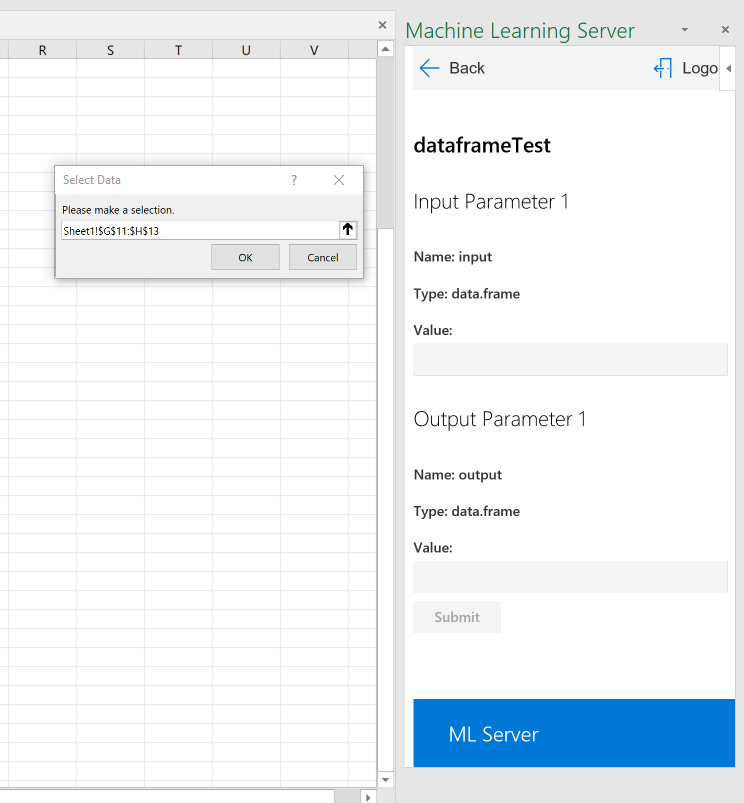 R S T U V
Select Data ?
Please make a selection.
Sheet1!$G$11:$H$13
OK Cancel
Machine Learning Server
Back Logo
dataframeTest
Input Parameter 1
Name: input
Type: data.frame
Value:
Output Parameter 1
Name: output
Type: data.frame
Value:
Submit
ML Server